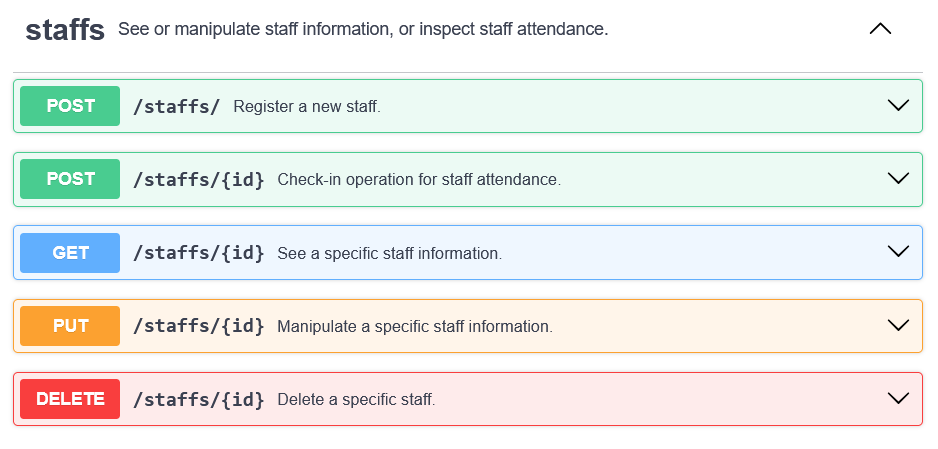 staffs See or manipulate staff information, or inspect staff attendance.
POST /staffs/ Register a new staff.
POST /staffs/{id} Check-in operation for staff attendance.
GET /staffs/{id} See a specific staff information.
PUT /staffs/{id} Manipulate a specific staff information.
DELETE /staffs/{id} Delete a specific staff.